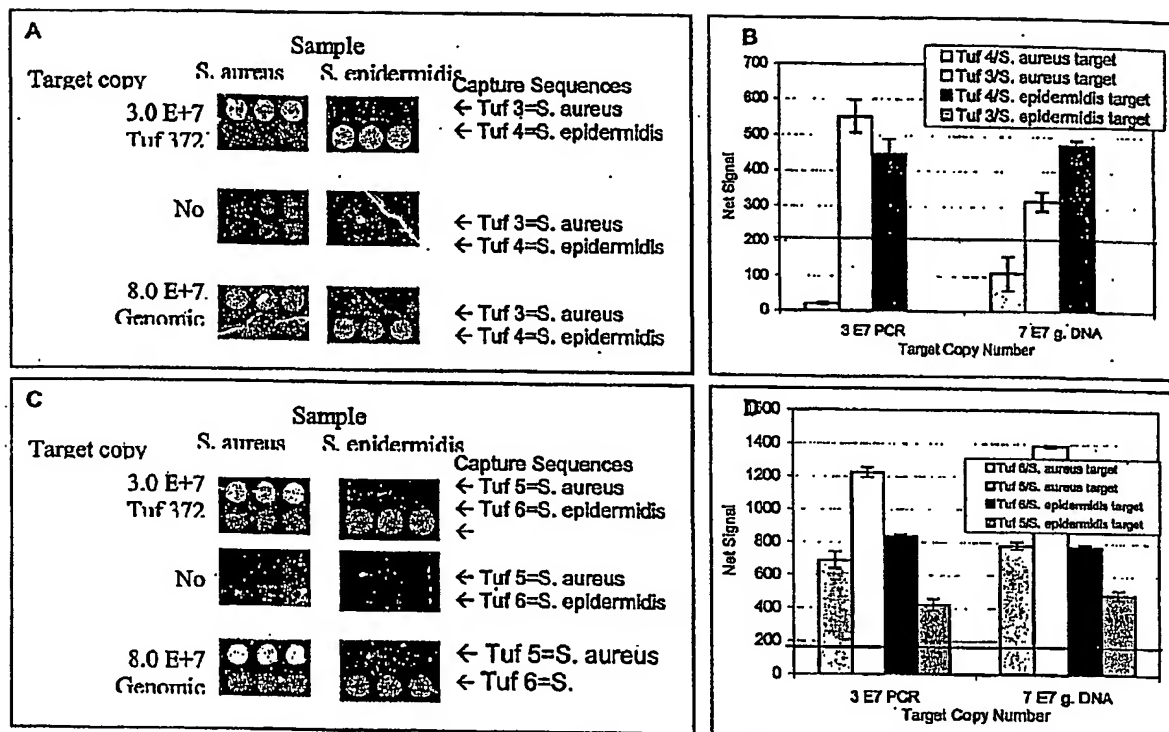 A
Sample
Target copy
S. aureus
S. enidermidis
Capture Sequences
3.0 E+7
Tuf 372
← Tuf 3=S. aureus
← Tuf 4=S. epidermidis
No
← Tuf 3=S. aureus
← Tuf 4=S. epidermidis
8.0 E+7.
Genomic
← Tuf 3=S. aureus
← Tuf 4=S. epidermidis
B
Tuf 4/S. aureus target
Tuf 3/S. aureus target
Tuf 4/S. epidermidis target
Tuf 3/S. epidermidis target
700
600
500
400
300
200
100
0
Net Signal
3 E7 PCR
7 E7 g. DNA
Target Copy Number
C
Sample
Target copy
S. aureus
S. enidermidis
Capture Sequences
3.0 E+7
Tuf 372
← Tuf 5=S. aureus
← Tuf 6=S. epidermidis
←
No
← Tuf 5=S. aureus
← Tuf 6=S. epidermidis
8.0 E+7
Genomic
← Tuf 5=S. aureus
← Tuf 6=S.
D
1600
1400
1200
1000
800
600
400
200
0
Net Signal
Tuf 6/S. aureus target
Tuf 5/S. aureus target
Tuf 6/S. epidermidis target
Tuf 5/S. epidermidis target
3 E7 PCR
7 E7 g. DNA
Target Copy Number